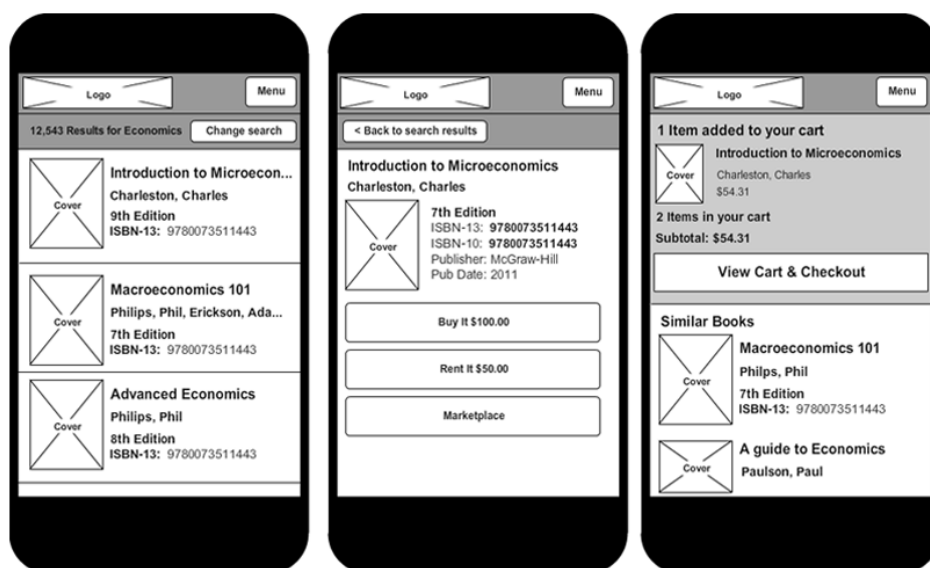 Logo
Menu
12,543 Results for Economics
Change search
Cover
Introduction to Microecon...
Charleston, Charles
9th Edition
ISBN-13: 9780073511443
Cover
Macroeconomics 101
Philips, Phil, Erickson, Ada...
7th Edition
ISBN-13: 9780073511443
Cover
Advanced Economics
Philips, Phil
8th Edition
ISBN-13: 9780073511443
Logo
Menu
< Back to search results
Introduction to Microeconomics
Charleston, Charles
Cover
7th Edition
ISBN-13: 9780073511443
ISBN-10: 9780073511443
Publisher: McGraw-Hill
Pub Date: 2011
Buy It $100.00
Rent It $50.00
Marketplace
Logo
Menu
1 Item added to your cart
Cover
Introduction to Microeconomics
Charleston, Charles
$54.31
2 Items in your cart
Subtotal: $54.31
View Cart & Checkout
Similar Books
Cover
Macroeconomics 101
Philps, Phil
7th Edition
ISBN-13: 9780073511443
Cover
A guide to Economics
Paulson, Paul